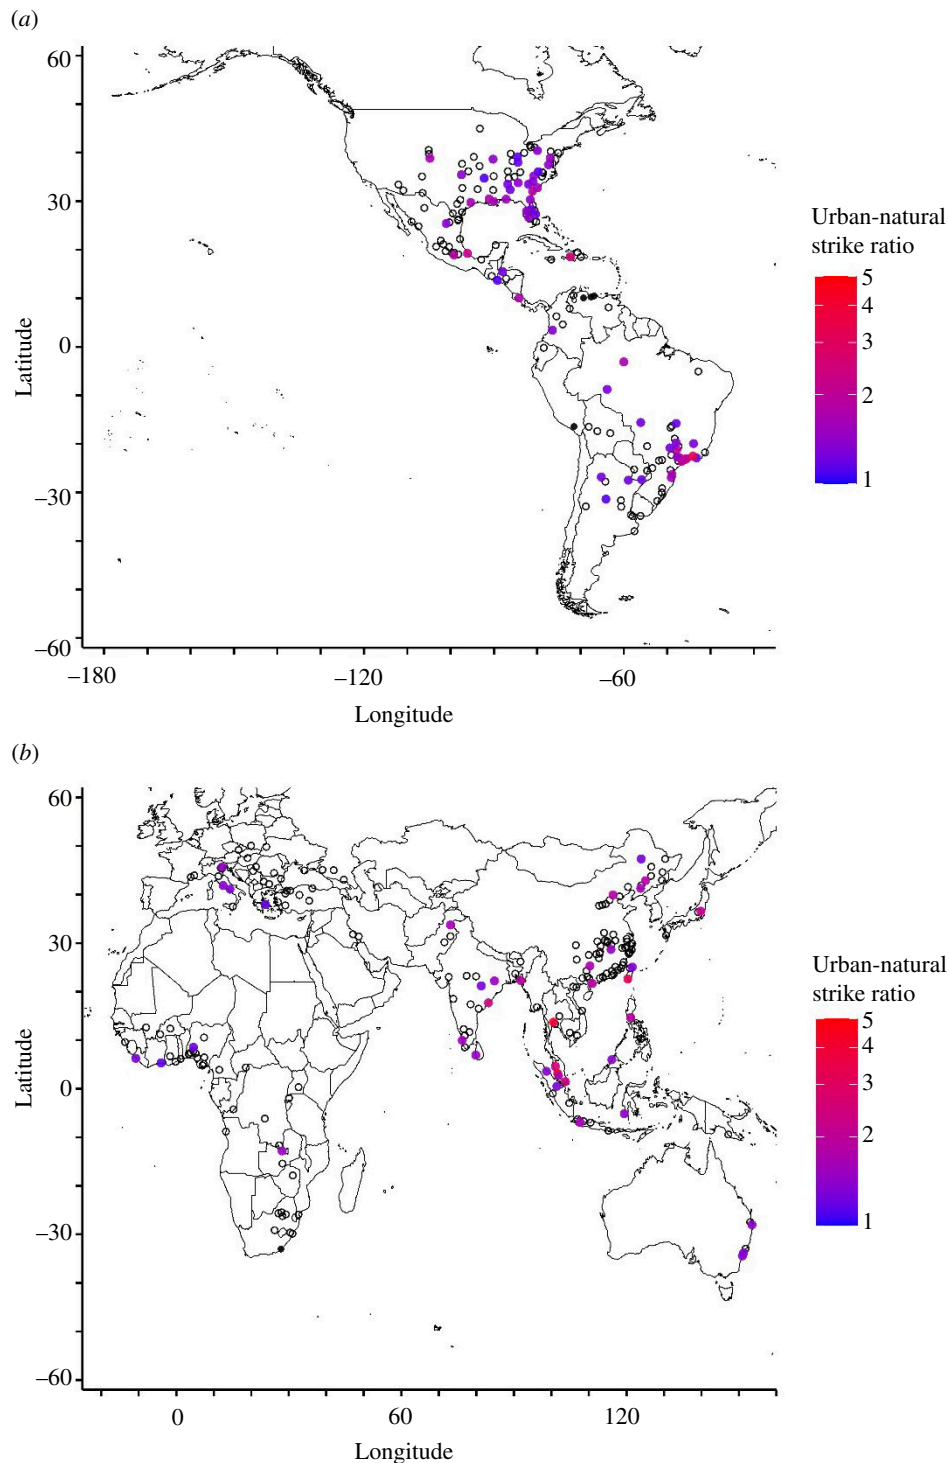 (a)
60
30
0
–30
–60
Latitude
–180
–120
–60
Longitude
Urban-natural
strike ratio
5
4
3
2
1
(b)
60
30
0
–30
–60
Latitude
0
60
120
Longitude
Urban-natural
strike ratio
5
4
3
2
1